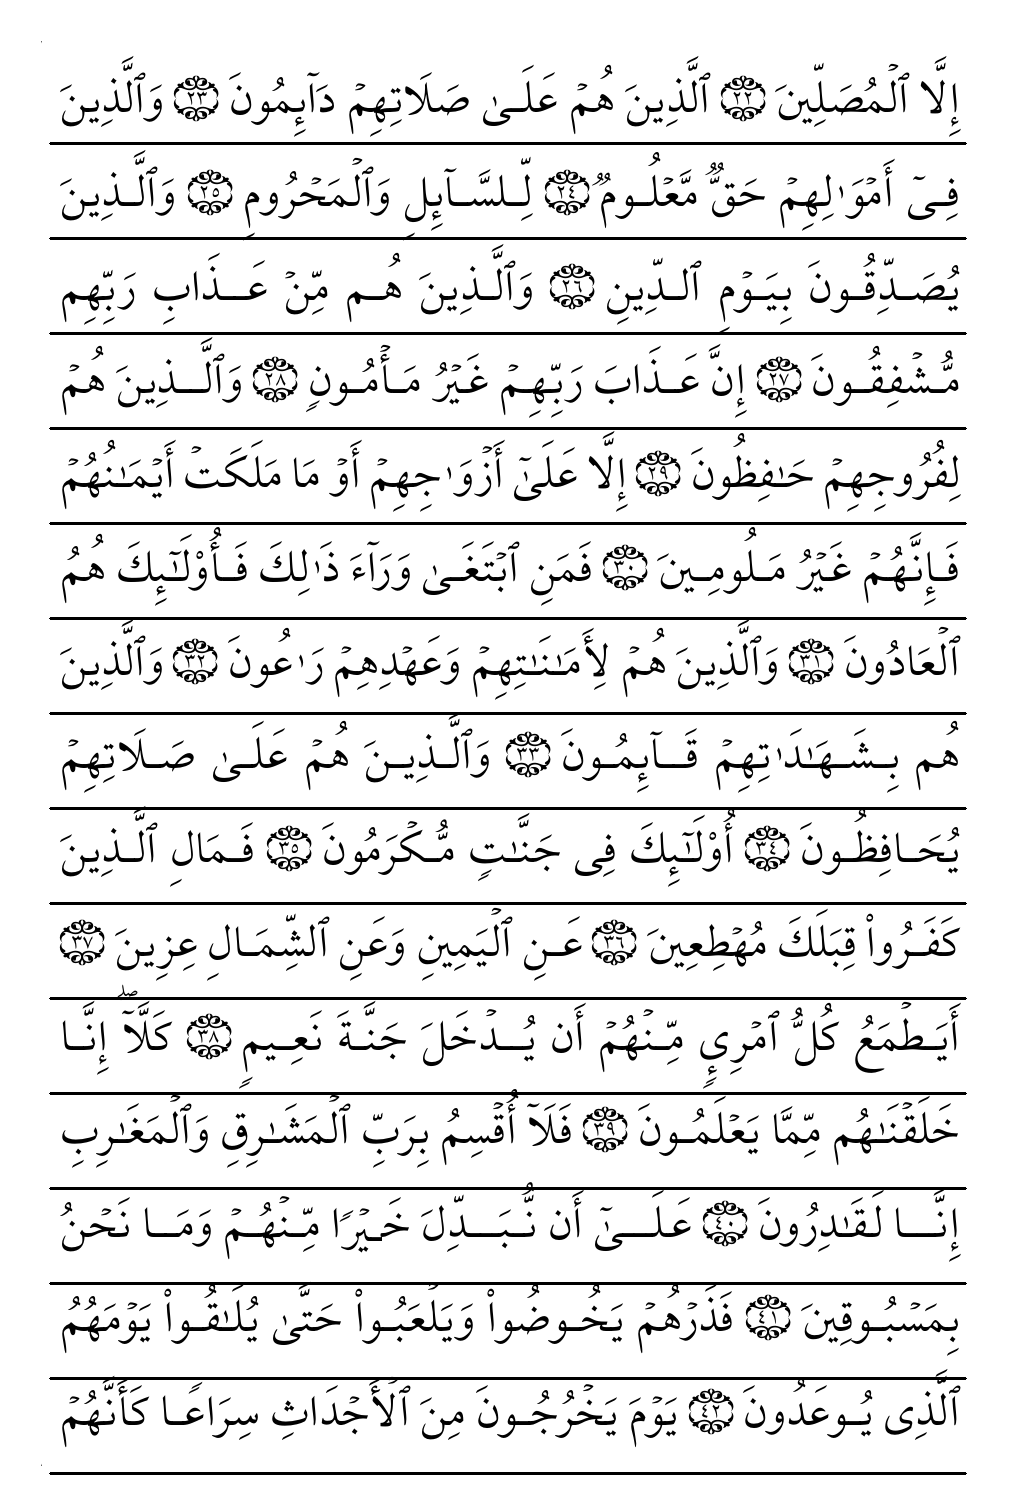 إِلَّا ٱلۡمُصَلِّينَ ٢٢ ٱلَّذِينَ هُمۡ عَلَىٰ صَلَاتِهِمۡ دَآئِمُونَ ٢٣ وَٱلَّذِينَ
فِىٓ أَمۡوَٰلِهِمۡ حَقٌّ مَّعۡلُومٌ ٢٤ لِّلسَّآئِلِ وَٱلۡمَحۡرُومِ ٢٥ وَٱلَّذِينَ
يُصَدِّقُونَ بِيَوۡمِ ٱلدِّينِ ٢٦ وَٱلَّذِينَ هُم مِّنۡ عَذَابِ رَبِّهِم
مُّشۡفِقُونَ ٢٧ إِنَّ عَذَابَ رَبِّهِمۡ غَيۡرُ مَأۡمُونٍ ٢٨ وَٱلَّذِينَ هُمۡ
لِفُرُوجِهِمۡ حَٰفِظُونَ ٢٩ إِلَّا عَلَىٰٓ أَزۡوَٰجِهِمۡ أَوۡ مَا مَلَكَتۡ أَيۡمَٰنُهُمۡ
فَإِنَّهُمۡ غَيۡرُ مَلُومِينَ ٣٠ فَمَنِ ٱبۡتَغَىٰ وَرَآءَ ذَٰلِكَ فَأُوْلَٰٓئِكَ هُمُ
ٱلۡعَادُونَ ٣١ وَٱلَّذِينَ هُمۡ لِأَمَٰنَٰتِهِمۡ وَعَهۡدِهِمۡ رَٰعُونَ ٣٢ وَٱلَّذِينَ
هُم بِشَهَٰدَٰتِهِمۡ قَآئِمُونَ ٣٣ وَٱلَّذِينَ هُمۡ عَلَىٰ صَلَاتِهِمۡ
يُحَافِظُونَ ٣٤ أُوْلَٰٓئِكَ فِى جَنَّٰتٍ مُّكۡرَمُونَ ٣٥ فَمَالِ ٱلَّذِينَ
كَفَرُواْ قِبَلَكَ مُهۡطِعِينَ ٣٦ عَنِ ٱلۡيَمِينِ وَعَنِ ٱلشِّمَالِ عِزِينَ ٣٧
أَيَطۡمَعُ كُلُّ ٱمۡرِىٍٕ مِّنۡهُمۡ أَن يُدۡخَلَ جَنَّةَ نَعِيمٍ ٣٨ كَلَّآۖ إِنَّا
خَلَقۡنَٰهُم مِّمَّا يَعۡلَمُونَ ٣٩ فَلَآ أُقۡسِمُ بِرَبِّ ٱلۡمَشَٰرِقِ وَٱلۡمَغَٰرِبِ
إِنَّا لَقَٰدِرُونَ ٤٠ عَلَىٰٓ أَن نُّبَدِّلَ خَيۡرًا مِّنۡهُمۡ وَمَا نَحۡنُ
بِمَسۡبُوقِينَ ٤١ فَذَرۡهُمۡ يَخُوضُواْ وَيَلۡعَبُواْ حَتَّىٰ يُلَٰقُواْ يَوۡمَهُمُ
ٱلَّذِى يُوعَدُونَ ٤٢ يَوۡمَ يَخۡرُجُونَ مِنَ ٱلۡأَجۡدَاثِ سِرَاعًا كَأَنَّهُمۡ